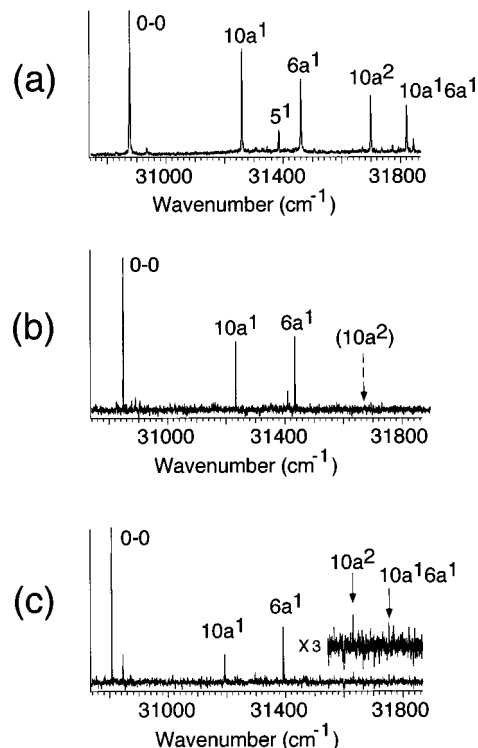 (a)
0-0
10a¹
5¹
6a¹
10a²
10a¹6a¹
31000 31400 31800
Wavenumber (cm⁻¹)
(b)
0-0
10a¹
6a¹
(10a²)
31000 31400 31800
Wavenumber (cm⁻¹)
(c)
0-0
10a¹
6a¹
10a²
10a¹6a¹
X3
31000 31400 31800
Wavenumber (cm⁻¹)